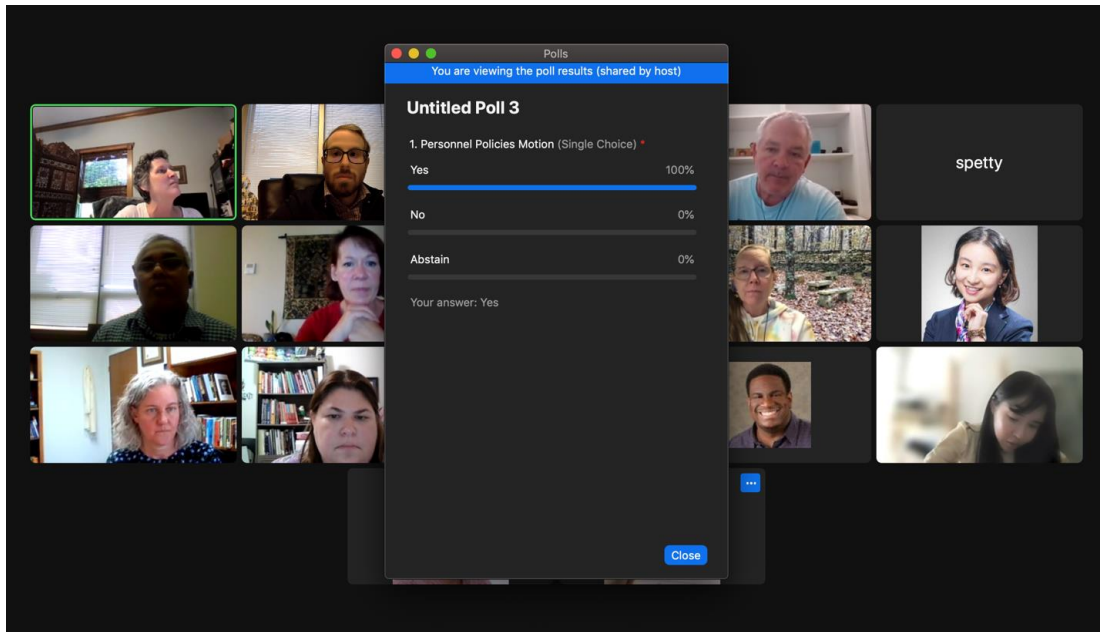 Polls
You are viewing the poll results (shared by host)
Untitled Poll 3
1. Personnel Policies Motion (Single Choice) *
Yes 100%
No 0%
Abstain 0%
Your answer: Yes
Close
spetty